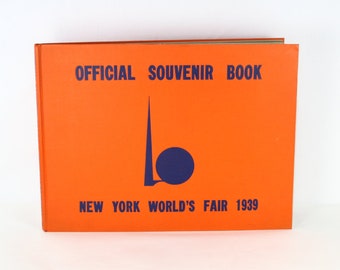 OFFICIAL SOUVENIR BOOK
NEW YORK WORLD'S FAIR 1939